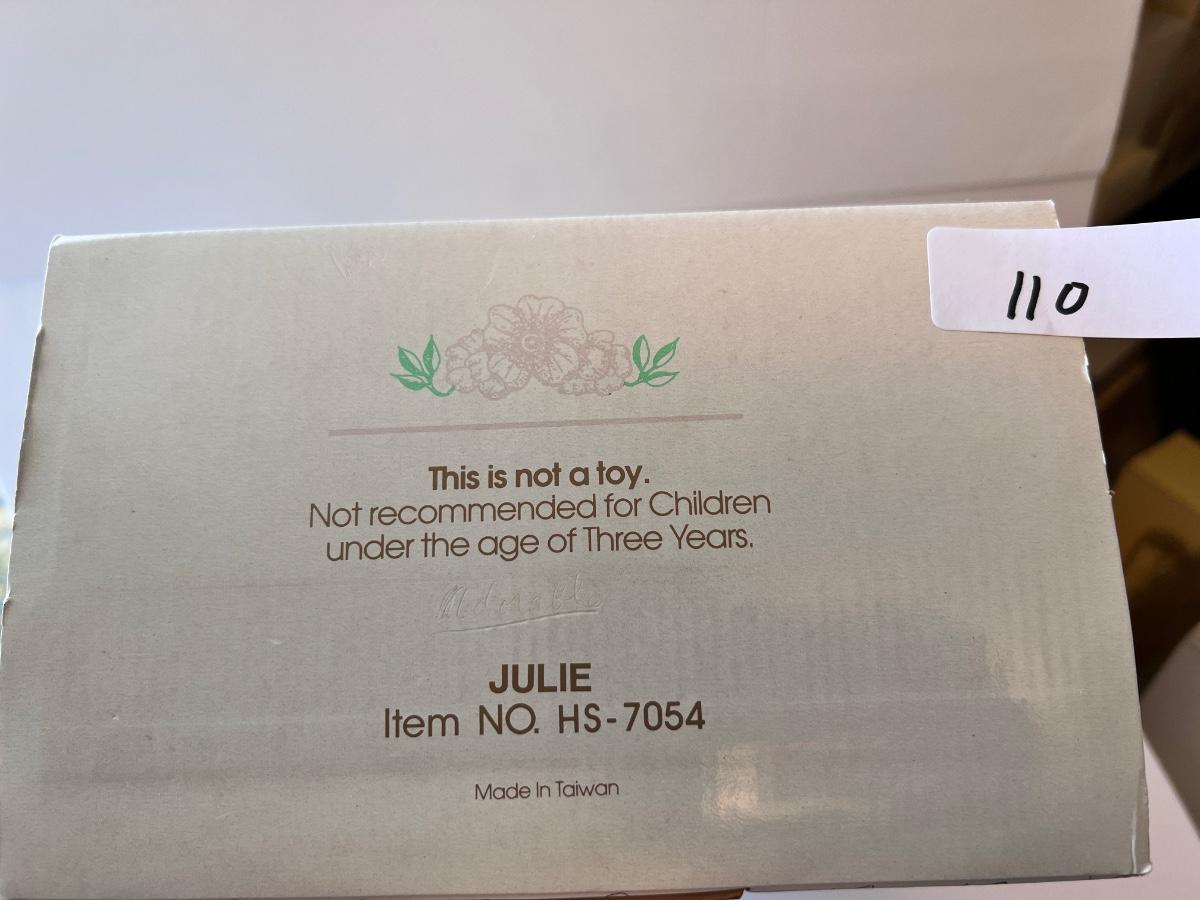 110
This is not a toy.
Not recommended for Children
under the age of Three Years.
JULIE
Item NO. HS-7054
Made In Taiwan